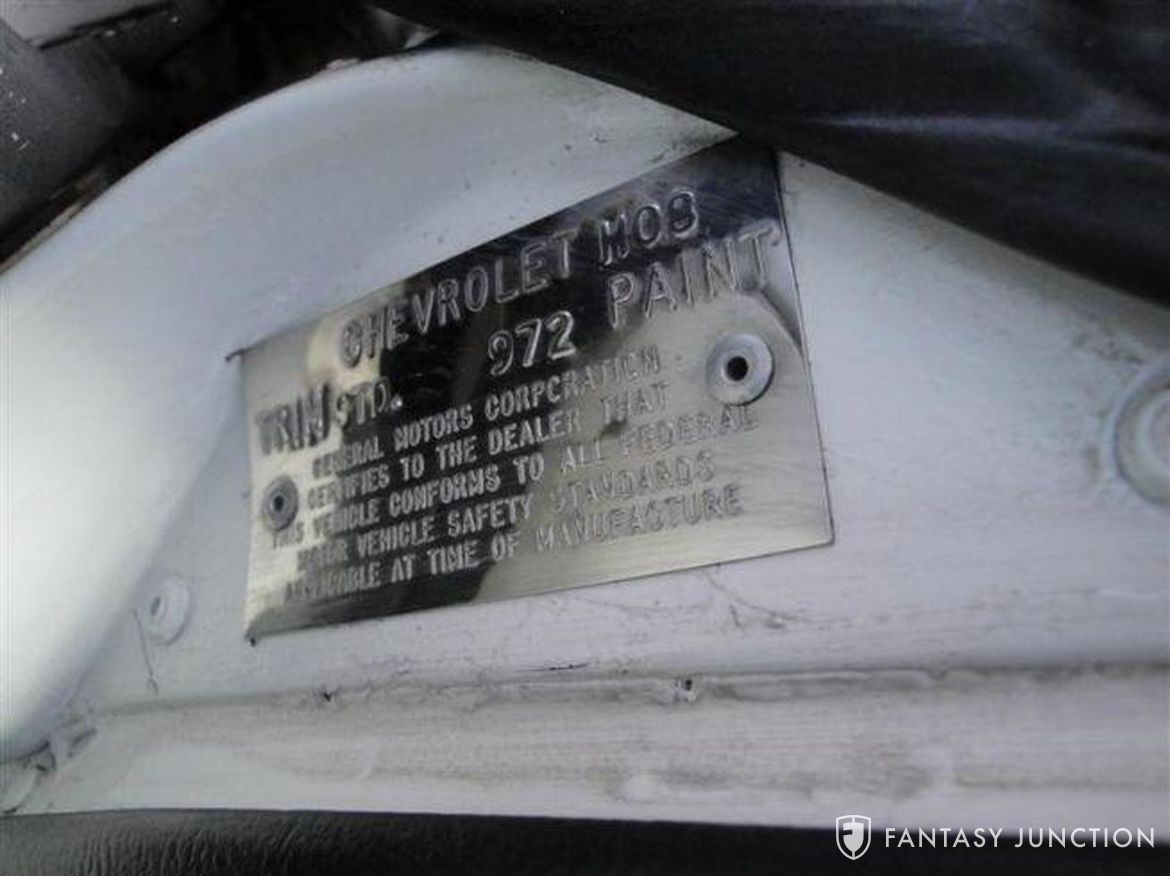 CHEVROLET M08
TRIM STD. 972 PAINT
GENERAL MOTORS CORPORATION
CERTIFIES TO THE DEALER THAT
THIS VEHICLE CONFORMS TO ALL FEDERAL
MOTOR VEHICLE SAFETY STANDARDS
APPLICABLE AT TIME OF MANUFACTURE
FANTASY JUNCTION